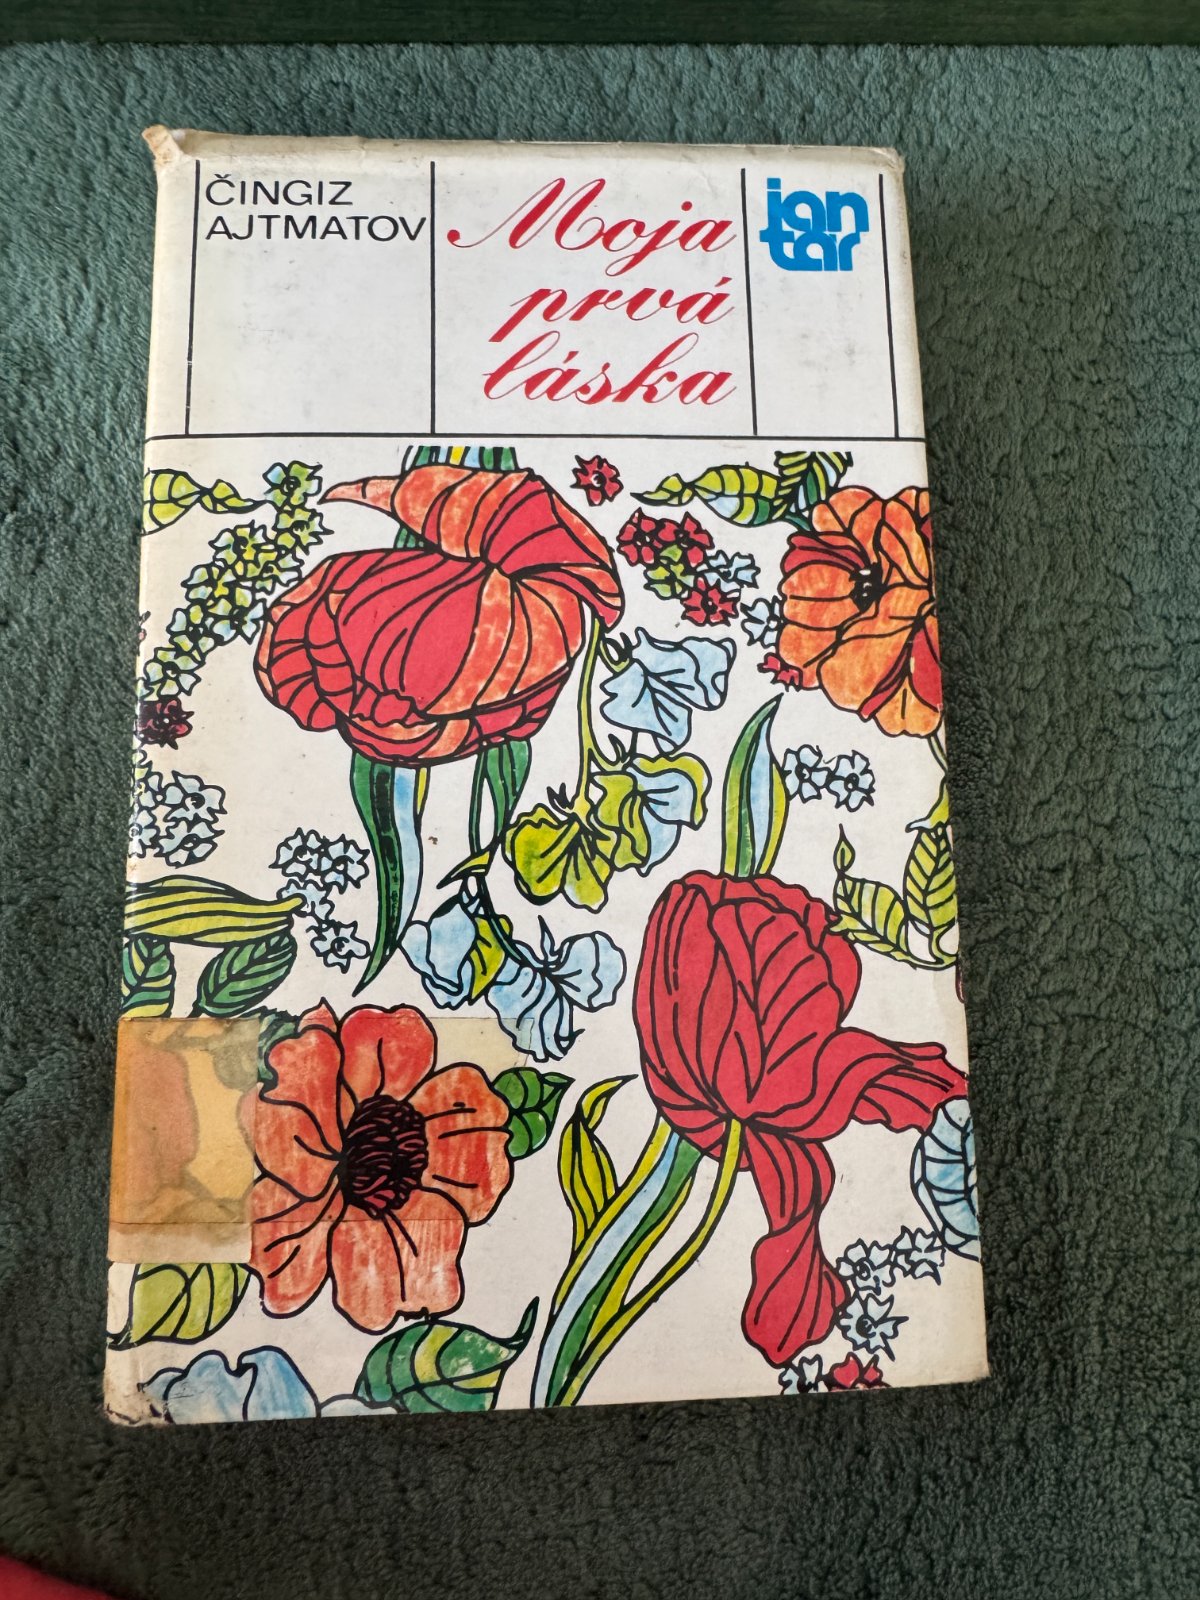 ČINGIZ
AJTMATOV
Moja
prvá
láska
jan
tar